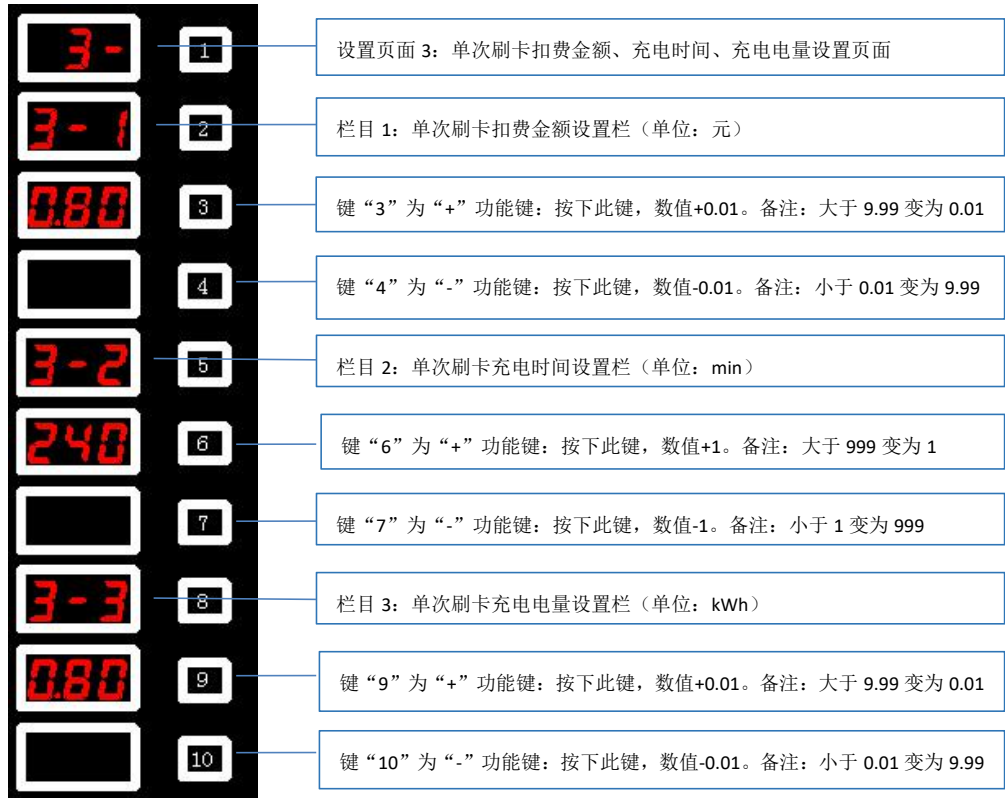 3-
1
设置页面 3：单次刷卡扣费金额、充电时间、充电电量设置页面
3-1
2
栏目 1：单次刷卡扣费金额设置栏（单位：元）
0.80
3
键“3”为“+”功能键：按下此键，数值+0.01。备注：大于 9.99 变为 0.01
4
键“4”为“-”功能键：按下此键，数值-0.01。备注：小于 0.01 变为 9.99
3-2
5
栏目 2：单次刷卡充电时间设置栏（单位：min）
240
6
键“6”为“+”功能键：按下此键，数值+1。备注：大于 999 变为 1
7
键“7”为“-”功能键：按下此键，数值-1。备注：小于 1 变为 999
3-3
8
栏目 3：单次刷卡充电电量设置栏（单位：kWh）
0.80
9
键“9”为“+”功能键：按下此键，数值+0.01。备注：大于 9.99 变为 0.01
10
键“10”为“-”功能键：按下此键，数值-0.01。备注：小于 0.01 变为 9.99